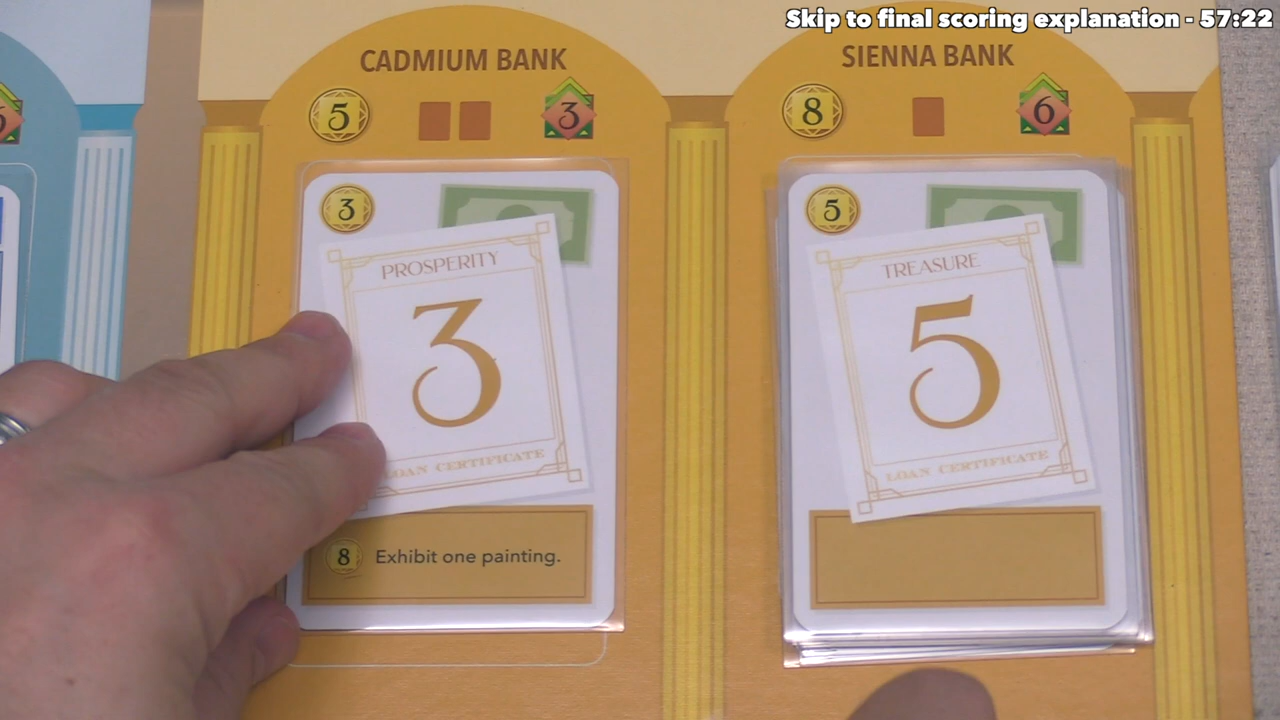 Skip to final scoring explanation - 57:22
CADMIUM BANK
5
3
3
PROSPERITY
3
LOAN CERTIFICATE
8 Exhibit one painting.
SIENNA BANK
8
6
5
TREASURE
5
LOAN CERTIFICATE